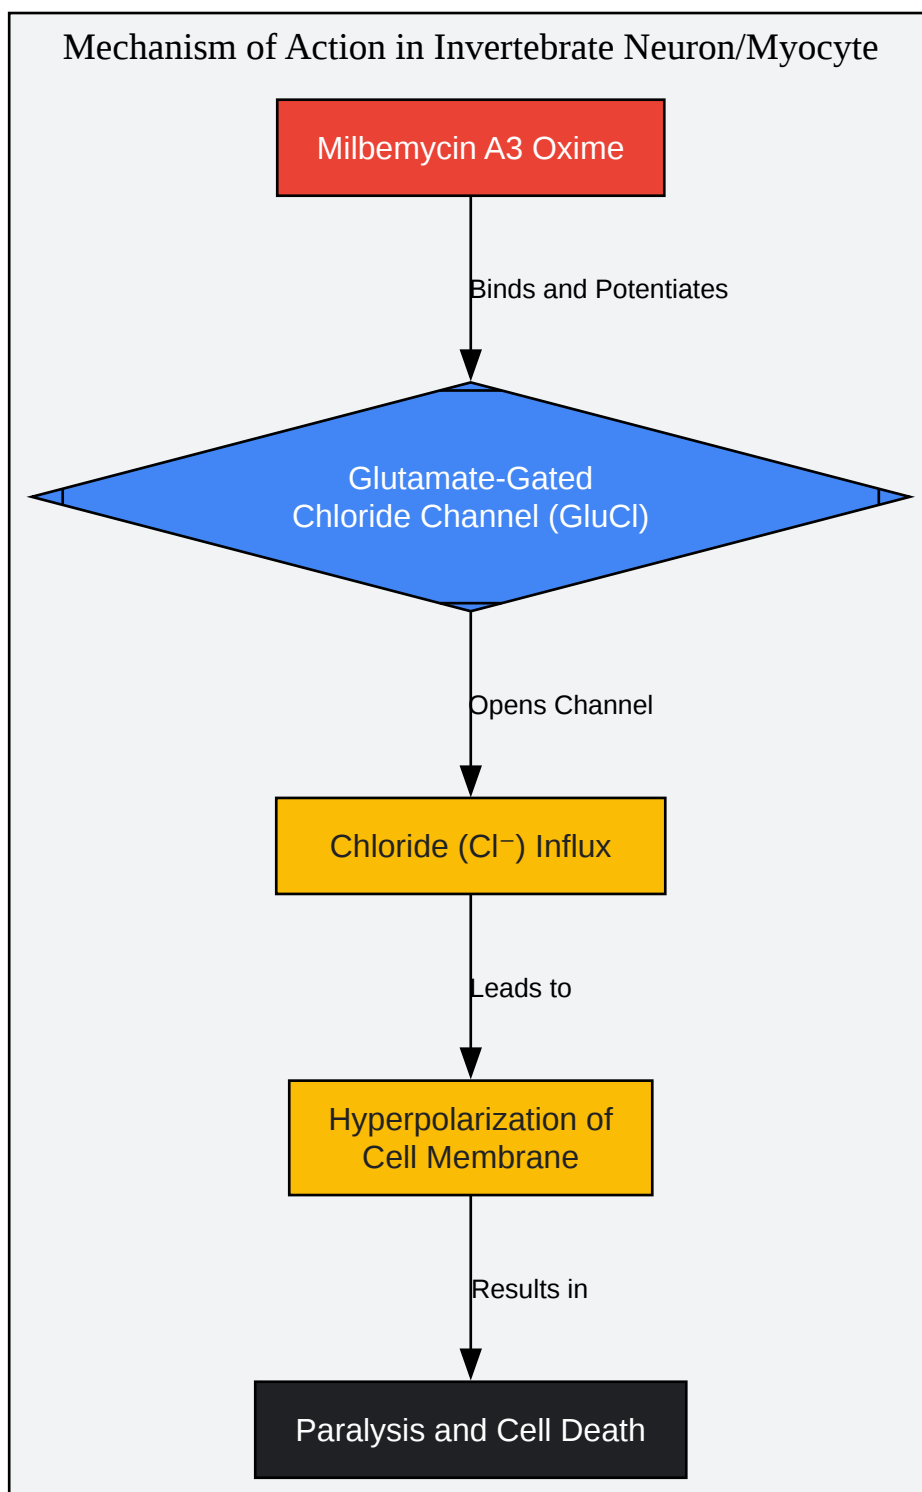 Mechanism of Action in Invertebrate Neuron/Myocyte
Milbemycin A3 Oxime
Binds and Potentiates
Glutamate-Gated
Chloride Channel (GluCl)
Opens Channel
Chloride (Cl⁻) Influx
Leads to
Hyperpolarization of
Cell Membrane
Results in
Paralysis and Cell Death